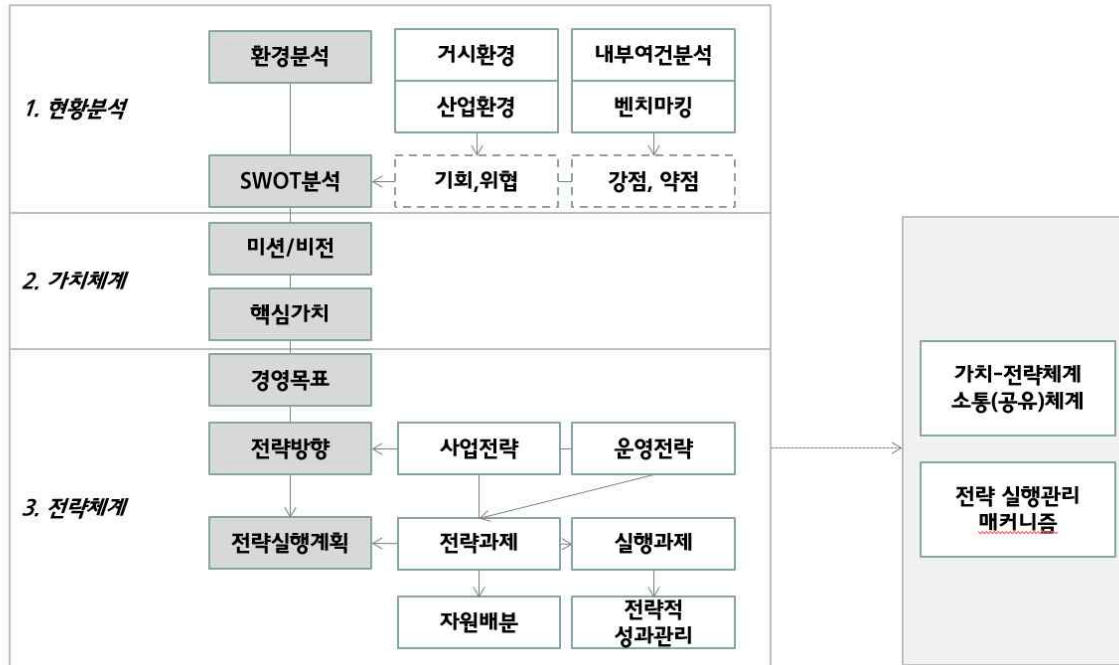 1. 현황분석
환경분석
거시환경
내부여건분석
산업환경
벤치마킹
SWOT분석
기회,위협
강점, 약점
2. 가치체계
미션/비전
핵심가치
3. 전략체계
경영목표
전략방향
사업전략
운영전략
전략실행계획
전략과제
실행과제
자원배분
전략적
성과관리
가치-전략체계
소통(공유)체계
전략 실행관리
매커니즘